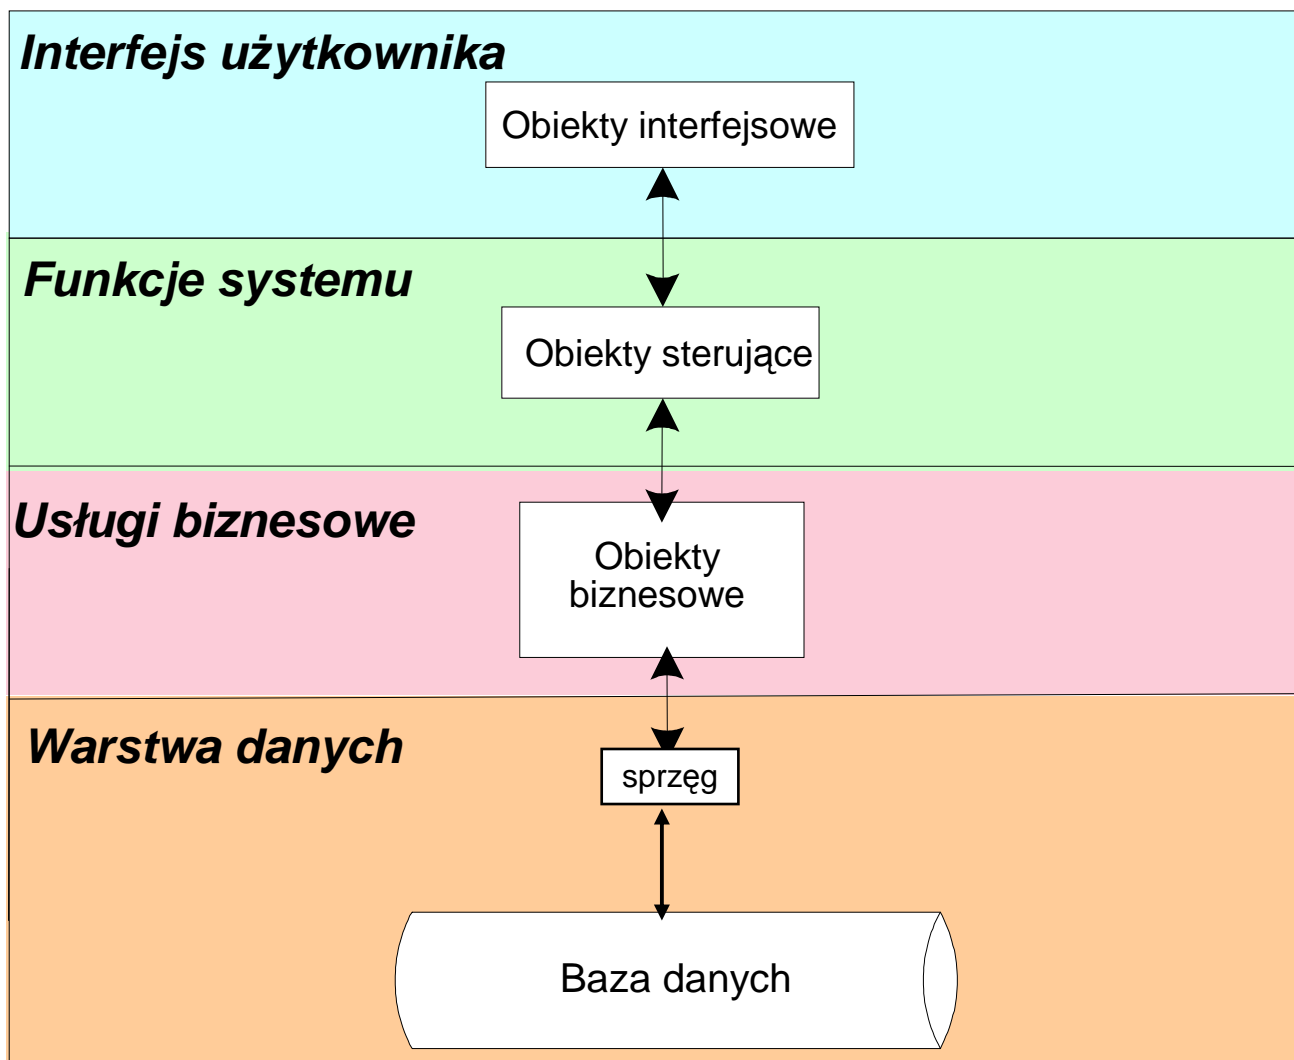 Interfejs użytkownika
Obiekty interfejsowe
Funkcje systemu
Obiekty sterujące
Usługi biznesowe
Obiekty
biznesowe
Warstwa danych
sprzęg
Baza danych